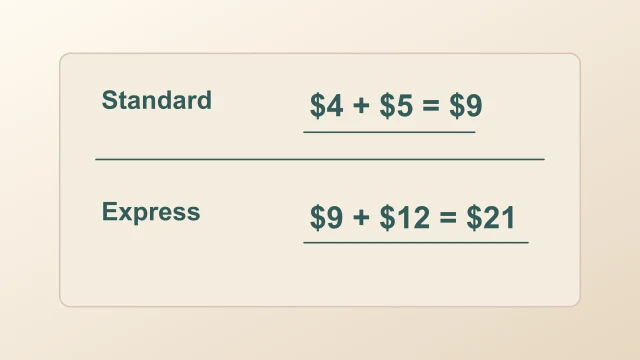 Standard $4 + $5 = $9
Express $9 + $12 = $21